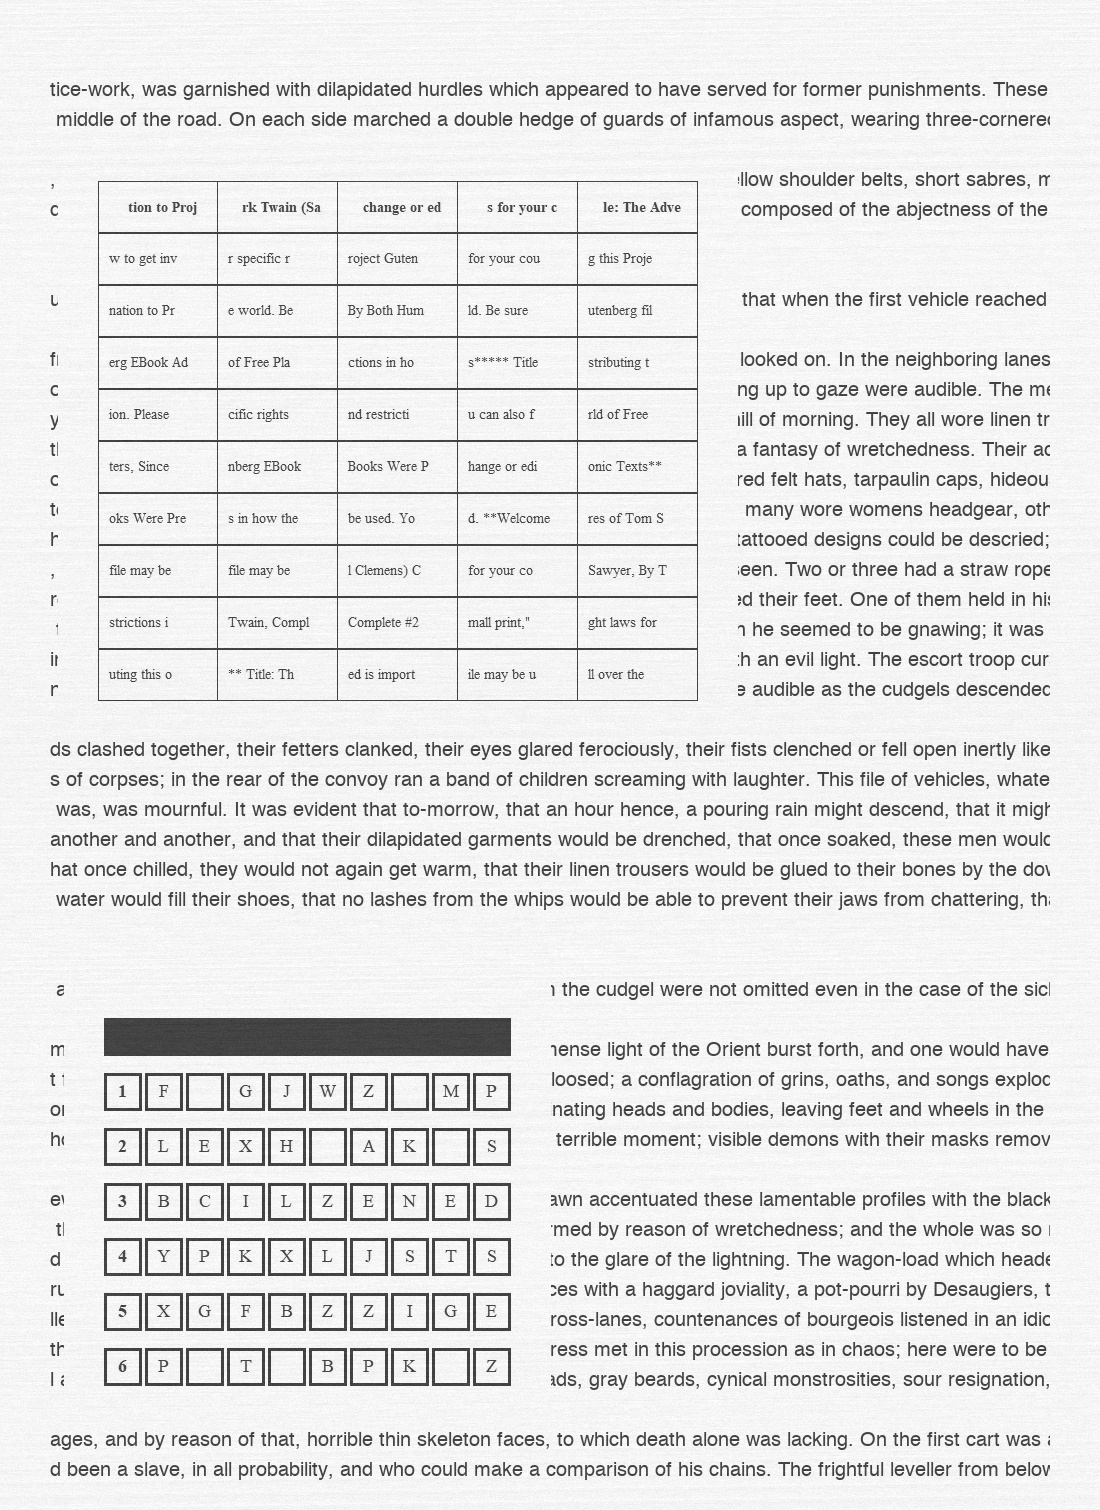 tice-work, was garnished with dilapidated hurdles which appeared to have served for former punishments. These
middle of the road. On each side marched a double hedge of guards of infamous aspect, wearing three-cornered
, llow shoulder belts, short sabres, m
composed of the abjectness of the
that when the first vehicle reached
looked on. In the neighboring lanes
ng up to gaze were audible. The me
ill of morning. They all wore linen tr
a fantasy of wretchedness. Their ac
red felt hats, tarpaulin caps, hideou
many wore womens headgear, oth
tattooed designs could be descried;
, seen. Two or three had a straw rope
ed their feet. One of them held in his
he seemed to be gnawing; it was
th an evil light. The escort troop cur
e audible as the cudgels descended
tion to Proj rk Twain (Sa change or ed s for your c le: The Adve
w to get inv r specific r roject Guten for your cou g this Proje
nation to Pr e world. Be By Both Hum ld. Be sure utenberg fil
erg EBook Ad of Free Pla ctions in ho s***** Title stributing t
ion. Please cific rights nd restricti u can also f rld of Free
ters, Since nberg EBook Books Were P hange or edi onic Texts**
oks Were Pre s in how the be used. Yo d. **Welcome res of Tom S
file may be file may be l Clemens) C for your co Sawyer, By T
strictions i Twain, Compl Complete #2 mall print," ght laws for
uting this o ** Title: Th ed is import ile may be u ll over the
ds clashed together, their fetters clanked, their eyes glared ferociously, their fists clenched or fell open inertly like
s of corpses; in the rear of the convoy ran a band of children screaming with laughter. This file of vehicles, whate
was, was mournful. It was evident that to-morrow, that an hour hence, a pouring rain might descend, that it migh
another and another, and that their dilapidated garments would be drenched, that once soaked, these men would
hat once chilled, they would not again get warm, that their linen trousers would be glued to their bones by the dow
water would fill their shoes, that no lashes from the whips would be able to prevent their jaws from chattering, tha
a the cudgel were not omitted even in the case of the sick
m ense light of the Orient burst forth, and one would have
loosed; a conflagration of grins, oaths, and songs explod
nating heads and bodies, leaving feet and wheels in the
terrible moment; visible demons with their masks remov
awn accentuated these lamentable profiles with the black
rmed by reason of wretchedness; and the whole was so
d to the glare of the lightning. The wagon-load which heade
ru ces with a haggard joviality, a pot-pourri by Desaugiers, t
lle ross-lanes, countenances of bourgeois listened in an idio
th ress met in this procession as in chaos; here were to be
ads, gray beards, cynical monstrosities, sour resignation,
1 F G J W Z M P
2 L E X H A K S
3 B C I L Z E N E D
4 Y P K X L J S T S
5 X G F B Z Z I G E
6 P T B P K Z
ages, and by reason of that, horrible thin skeleton faces, to which death alone was lacking. On the first cart was a
d been a slave, in all probability, and who could make a comparison of his chains. The frightful leveller from below